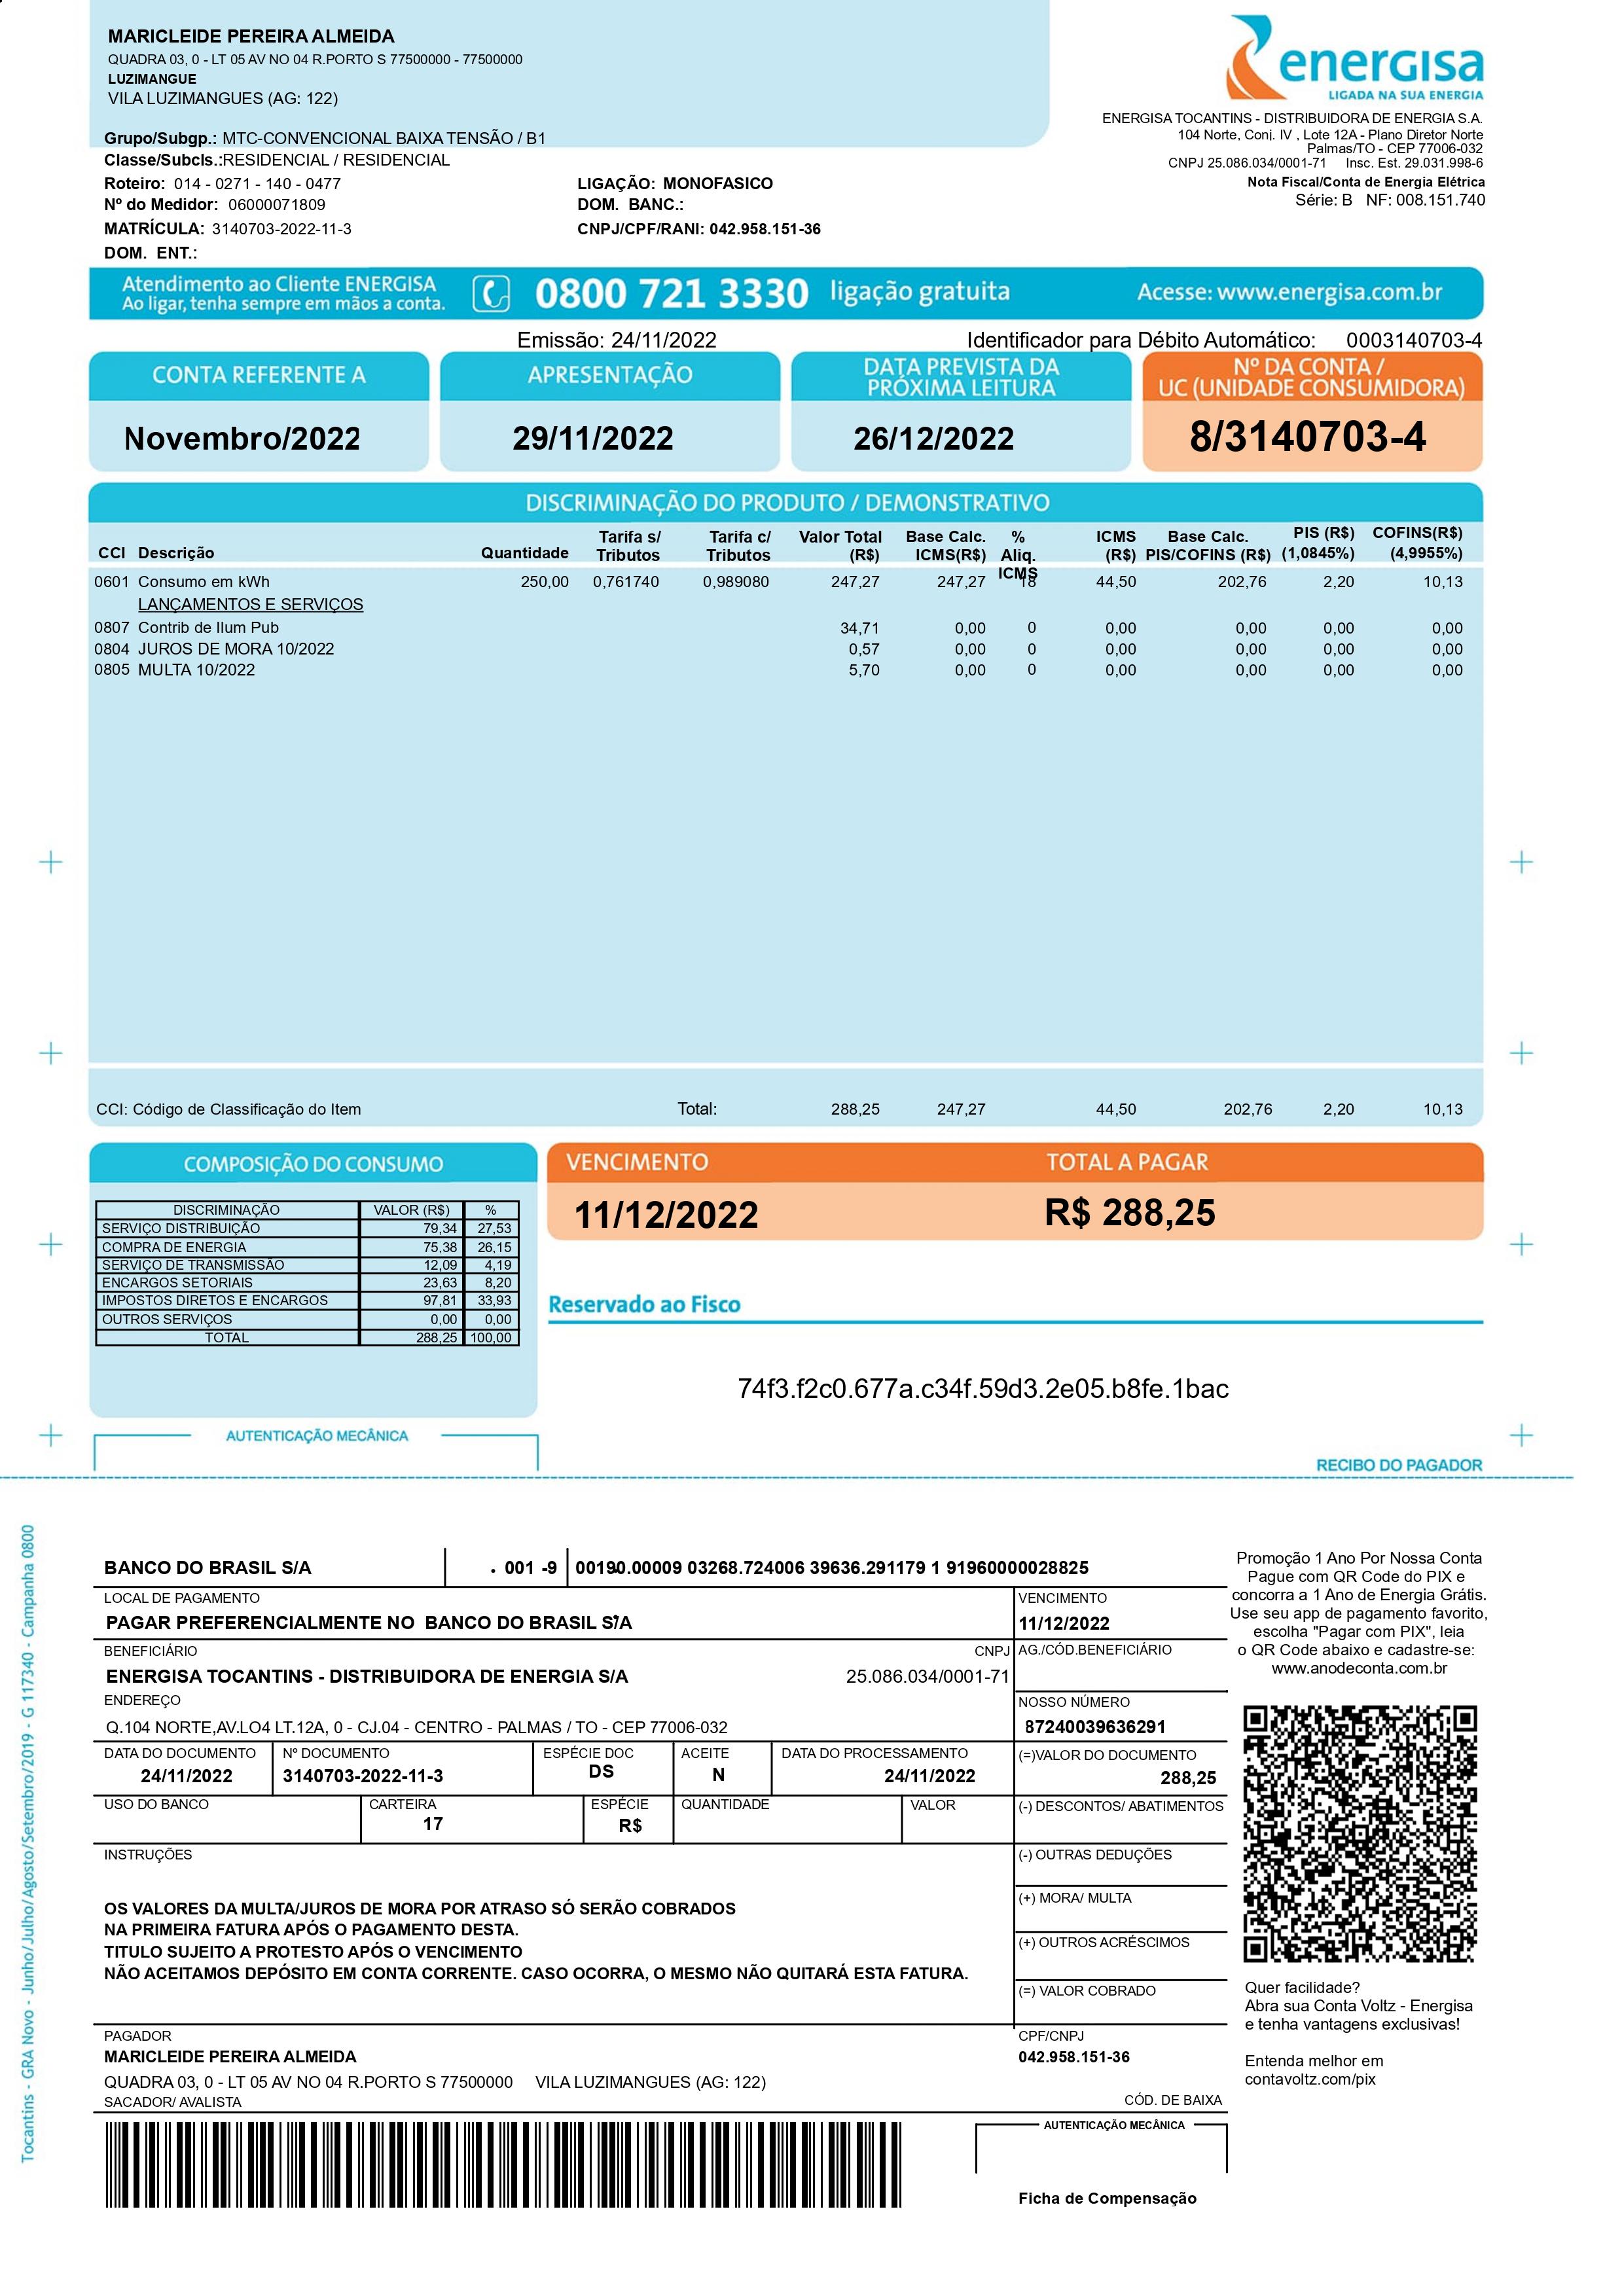 MARICLEIDE PEREIRA ALMEIDA
QUADRA 03, 0 - LT 05 AV NO 04 R.PORTO S 77500000 - 77500000
LUZIMANGUE
VILA LUZIMANGUES (AG: 122)
Grupo/Subgp.: MTC-CONVENCIONAL BAIXA TENSÃO / B1
Classe/Subcls.:RESIDENCIAL / RESIDENCIAL
Roteiro: 014 - 0271 - 140 - 0477
Nº do Medidor: 06000071809
MATRÍCULA: 3140703-2022-11-3
DOM. ENT.:
LIGAÇÃO: MONOFASICO
DOM. BANC.:
CNPJ/CPF/RANI: 042.958.151-36
energisa
LIGADA NA SUA ENERGIA
ENERGISA TOCANTINS - DISTRIBUIDORA DE ENERGIA S.A.
104 Norte, Conj. IV , Lote 12A - Plano Diretor Norte
Palmas/TO - CEP 77006-032
CNPJ 25.086.034/0001-71 Insc. Est. 29.031.998-6
Nota Fiscal/Conta de Energia Elétrica
Série: B NF: 008.151.740
Atendimento ao Cliente ENERGISA
Ao ligar, tenha sempre em mãos a conta.
0800 721 3330 ligação gratuita
Acesse: www.energisa.com.br
Emissão: 24/11/2022
Identificador para Débito Automático: 0003140703-4
CONTA REFERENTE A
Novembro/2022
APRESENTAÇÃO
29/11/2022
DATA PREVISTA DA
PRÓXIMA LEITURA
26/12/2022
Nº DA CONTA /
UC (UNIDADE CONSUMIDORA)
8/3140703-4
DISCRIMINAÇÃO DO PRODUTO / DEMONSTRATIVO
CCI Descrição Quantidade Tarifa s/ Tributos Tarifa c/ Tributos Valor Total (R$) Base Calc. ICMS(R$) % Aliq. ICMS ICMS (R$) Base Calc. PIS/COFINS (R$) PIS (R$) (1,0845%) COFINS(R$) (4,9955%)
0601 Consumo em kWh 250,00 0,761740 0,989080 247,27 247,27 18 44,50 202,76 2,20 10,13
LANÇAMENTOS E SERVIÇOS
0807 Contrib de Ilum Pub 34,71 0,00 0 0,00 0,00 0,00 0,00
0804 JUROS DE MORA 10/2022 0,57 0,00 0 0,00 0,00 0,00 0,00
0805 MULTA 10/2022 5,70 0,00 0 0,00 0,00 0,00 0,00
CCI: Código de Classificação do Item Total: 288,25 247,27 44,50 202,76 2,20 10,13
COMPOSIÇÃO DO CONSUMO
DISCRIMINAÇÃO VALOR (R$) %
SERVIÇO DISTRIBUIÇÃO 79,34 27,53
COMPRA DE ENERGIA 75,38 26,15
SERVIÇO DE TRANSMISSÃO 12,09 4,19
ENCARGOS SETORIAIS 23,63 8,20
IMPOSTOS DIRETOS E ENCARGOS 97,81 33,93
OUTROS SERVIÇOS 0,00 0,00
TOTAL 288,25 100,00
VENCIMENTO
11/12/2022
TOTAL A PAGAR
R$ 288,25
Reservado ao Fisco
74f3.f2c0.677a.c34f.59d3.2e05.b8fe.1bac
AUTENTICAÇÃO MECÂNICA
RECIBO DO PAGADOR
Tocantins - GRA Novo - Junho/Julho/Agosto/Setembro/2019 - G 117340 - Campanha 0800
BANCO DO BRASIL S/A . 001 -9 00190.00009 03268.724006 39636.291179 1 91960000028825
LOCAL DE PAGAMENTO
PAGAR PREFERENCIALMENTE NO BANCO DO BRASIL S/A
VENCIMENTO
11/12/2022
BENEFICIÁRIO CNPJ
ENERGISA TOCANTINS - DISTRIBUIDORA DE ENERGIA S/A 25.086.034/0001-71
AG./CÓD.BENEFICIÁRIO
ENDEREÇO
Q.104 NORTE,AV.LO4 LT.12A, 0 - CJ.04 - CENTRO - PALMAS / TO - CEP 77006-032
NOSSO NÚMERO
87240039636291
DATA DO DOCUMENTO
24/11/2022
Nº DOCUMENTO
3140703-2022-11-3
ESPÉCIE DOC
DS
ACEITE
N
DATA DO PROCESSAMENTO
24/11/2022
(=)VALOR DO DOCUMENTO
288,25
USO DO BANCO
CARTEIRA
17
ESPÉCIE
R$
QUANTIDADE
VALOR
(-) DESCONTOS/ ABATIMENTOS
INSTRUÇÕES
OS VALORES DA MULTA/JUROS DE MORA POR ATRASO SÓ SERÃO COBRADOS
NA PRIMEIRA FATURA APÓS O PAGAMENTO DESTA.
TITULO SUJEITO A PROTESTO APÓS O VENCIMENTO
NÃO ACEITAMOS DEPÓSITO EM CONTA CORRENTE. CASO OCORRA, O MESMO NÃO QUITARÁ ESTA FATURA.
(-) OUTRAS DEDUÇÕES
(+) MORA/ MULTA
(+) OUTROS ACRÉSCIMOS
(=) VALOR COBRADO
PAGADOR
MARICLEIDE PEREIRA ALMEIDA
QUADRA 03, 0 - LT 05 AV NO 04 R.PORTO S 77500000 VILA LUZIMANGUES (AG: 122)
CPF/CNPJ
042.958.151-36
SACADOR/ AVALISTA
CÓD. DE BAIXA
AUTENTICAÇÃO MECÂNICA
Ficha de Compensação
Promoção 1 Ano Por Nossa Conta
Pague com QR Code do PIX e
concorra a 1 Ano de Energia Grátis.
Use seu app de pagamento favorito,
escolha "Pagar com PIX", leia
o QR Code abaixo e cadastre-se:
www.anodeconta.com.br
Quer facilidade?
Abra sua Conta Voltz - Energisa
e tenha vantagens exclusivas!
Entenda melhor em
contavoltz.com/pix